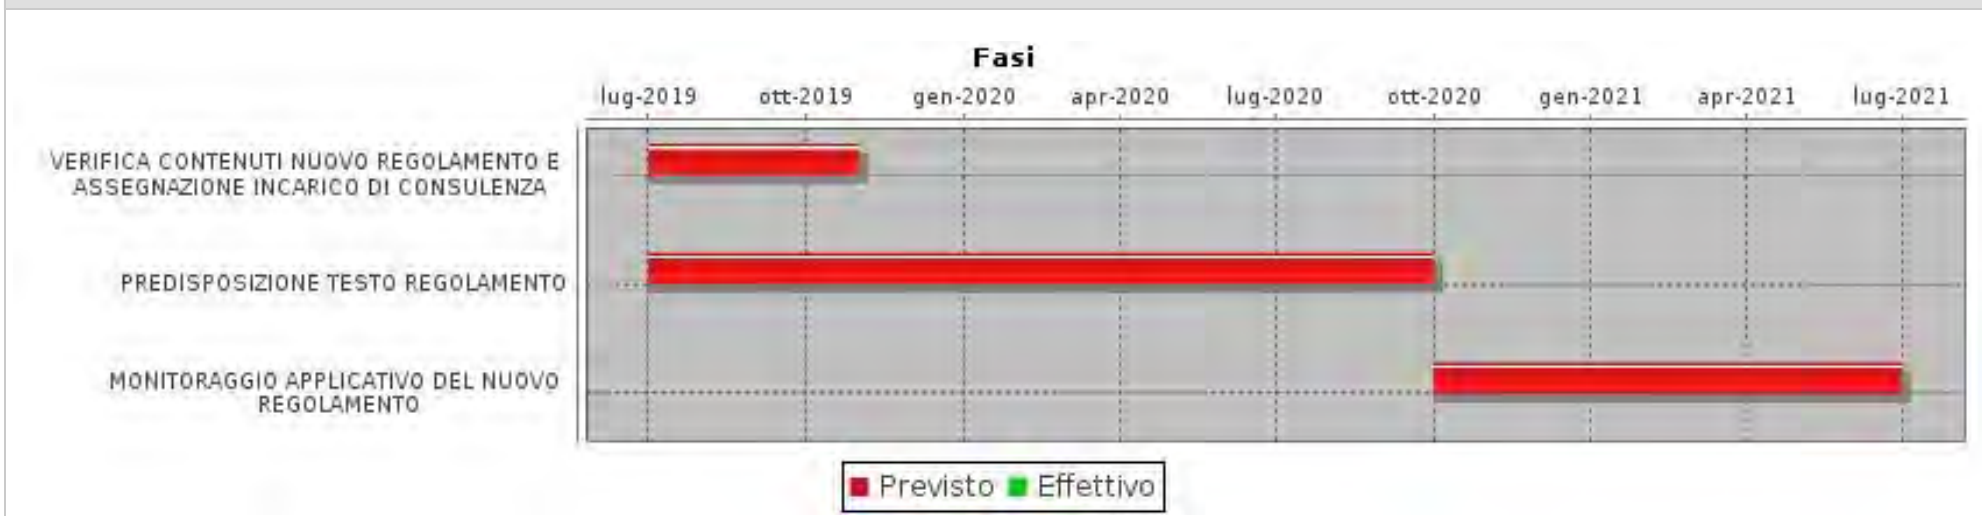 Fasi
lug-2019 ott-2019 gen-2020 apr-2020 lug-2020 ott-2020 gen-2021 apr-2021 lug-2021
VERIFICA CONTENUTI NUOVO REGOLAMENTO E
ASSEGNAZIONE INCARICO DI CONSULENZA
PREDISPOSIZIONE TESTO REGOLAMENTO
MONITORAGGIO APPLICATIVO DEL NUOVO
REGOLAMENTO
Previsto Effettivo